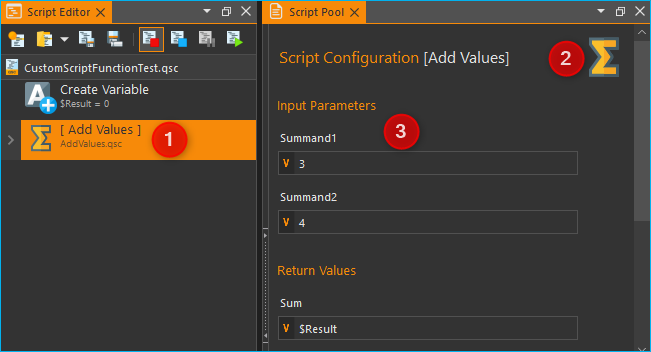 Script Editor
CustomScriptFunctionTest.qsc
Create Variable
$Result = 0
[ Add Values ]
AddValues.qsc
1
Script Pool
Script Configuration [Add Values]
2
Input Parameters
3
Summand1
V 3
Summand2
V 4
Return Values
Sum
V $Result